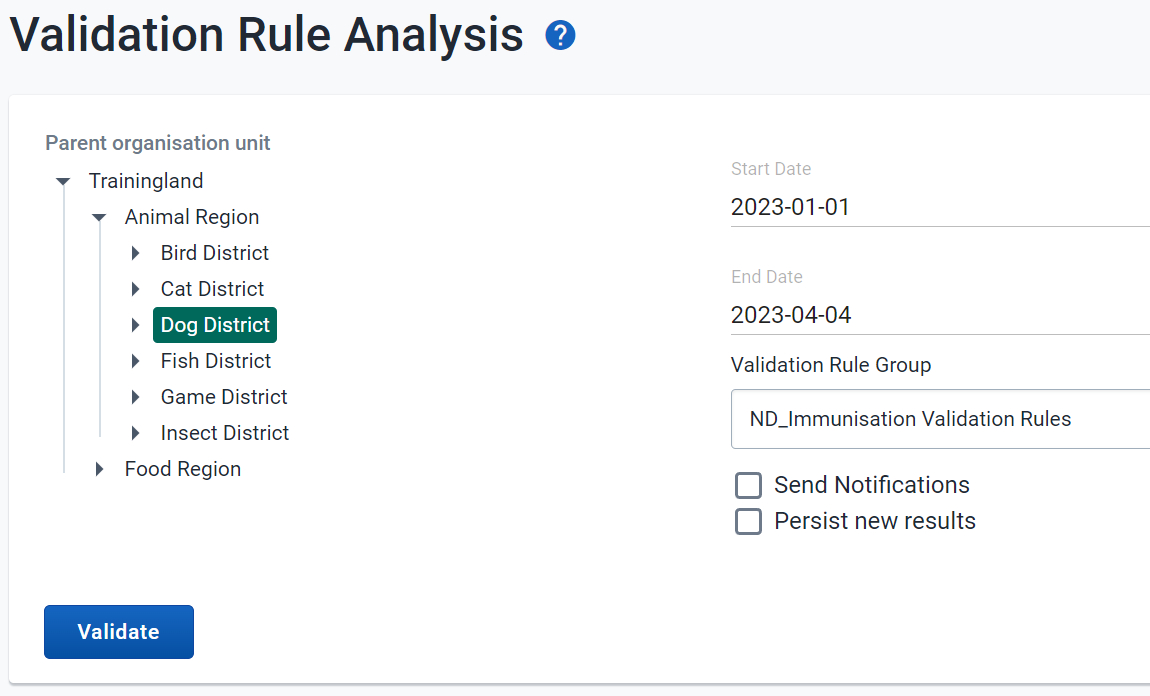 Validation Rule Analysis ?
Parent organisation unit
Trainingland
Animal Region
Bird District
Cat District
Dog District
Fish District
Game District
Insect District
Food Region
Start Date
2023-01-01
End Date
2023-04-04
Validation Rule Group
ND_Immunisation Validation Rules
Send Notifications
Persist new results
Validate